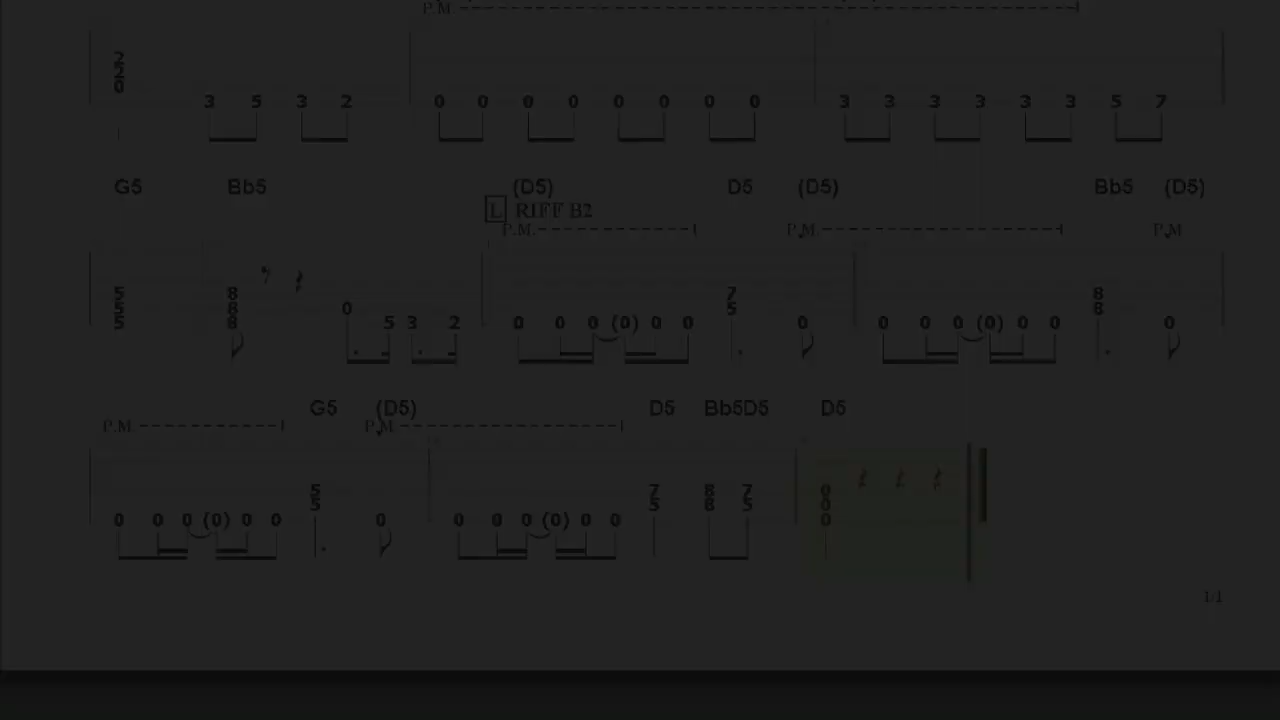 P.M.
2
2
0
3 5 3 2 0 0 0 0 0 0 0 0 3 3 3 3 3 3 5 7
G5 Bb5 (D5) D5 (D5) Bb5 (D5)
L RIFF B2
P.M. P.M. P.M
5 8 7 8
5 8 0 5 8
5 8 5 3 2 0 0 0 (0) 0 0 0 0 0 0 (0) 0 0 0
G5 (D5) D5 Bb5 D5 D5
P.M P.M
5 7 8 7 0
5 5 8 5 0
0 0 0 (0) 0 0 0 0 0 0 (0) 0 0 0
1/1